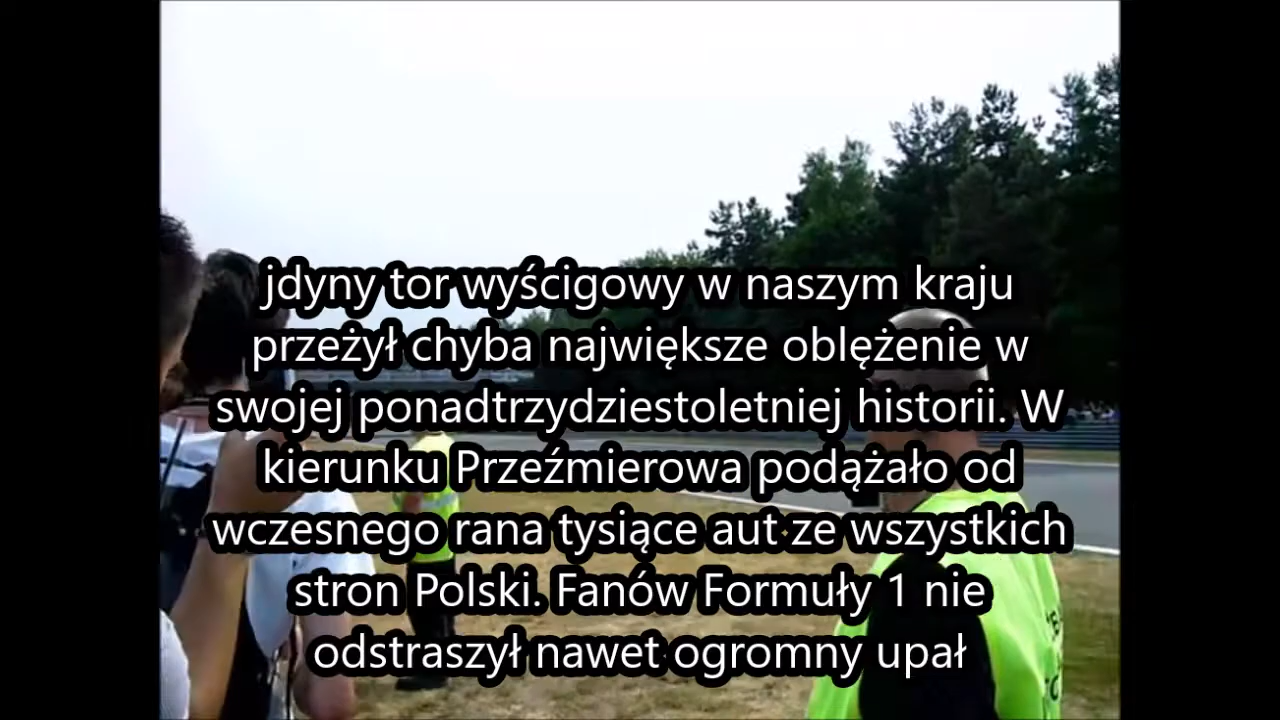 jdyny tor wyścigowy w naszym kraju
przeżył chyba największe oblężenie w
swojej ponadtrzydziestoletniej historii. W
kierunku Przeźmierowa podążało od
wczesnego rana tysiące aut ze wszystkich
stron Polski. Fanów Formuły 1 nie
odstraszył nawet ogromny upał